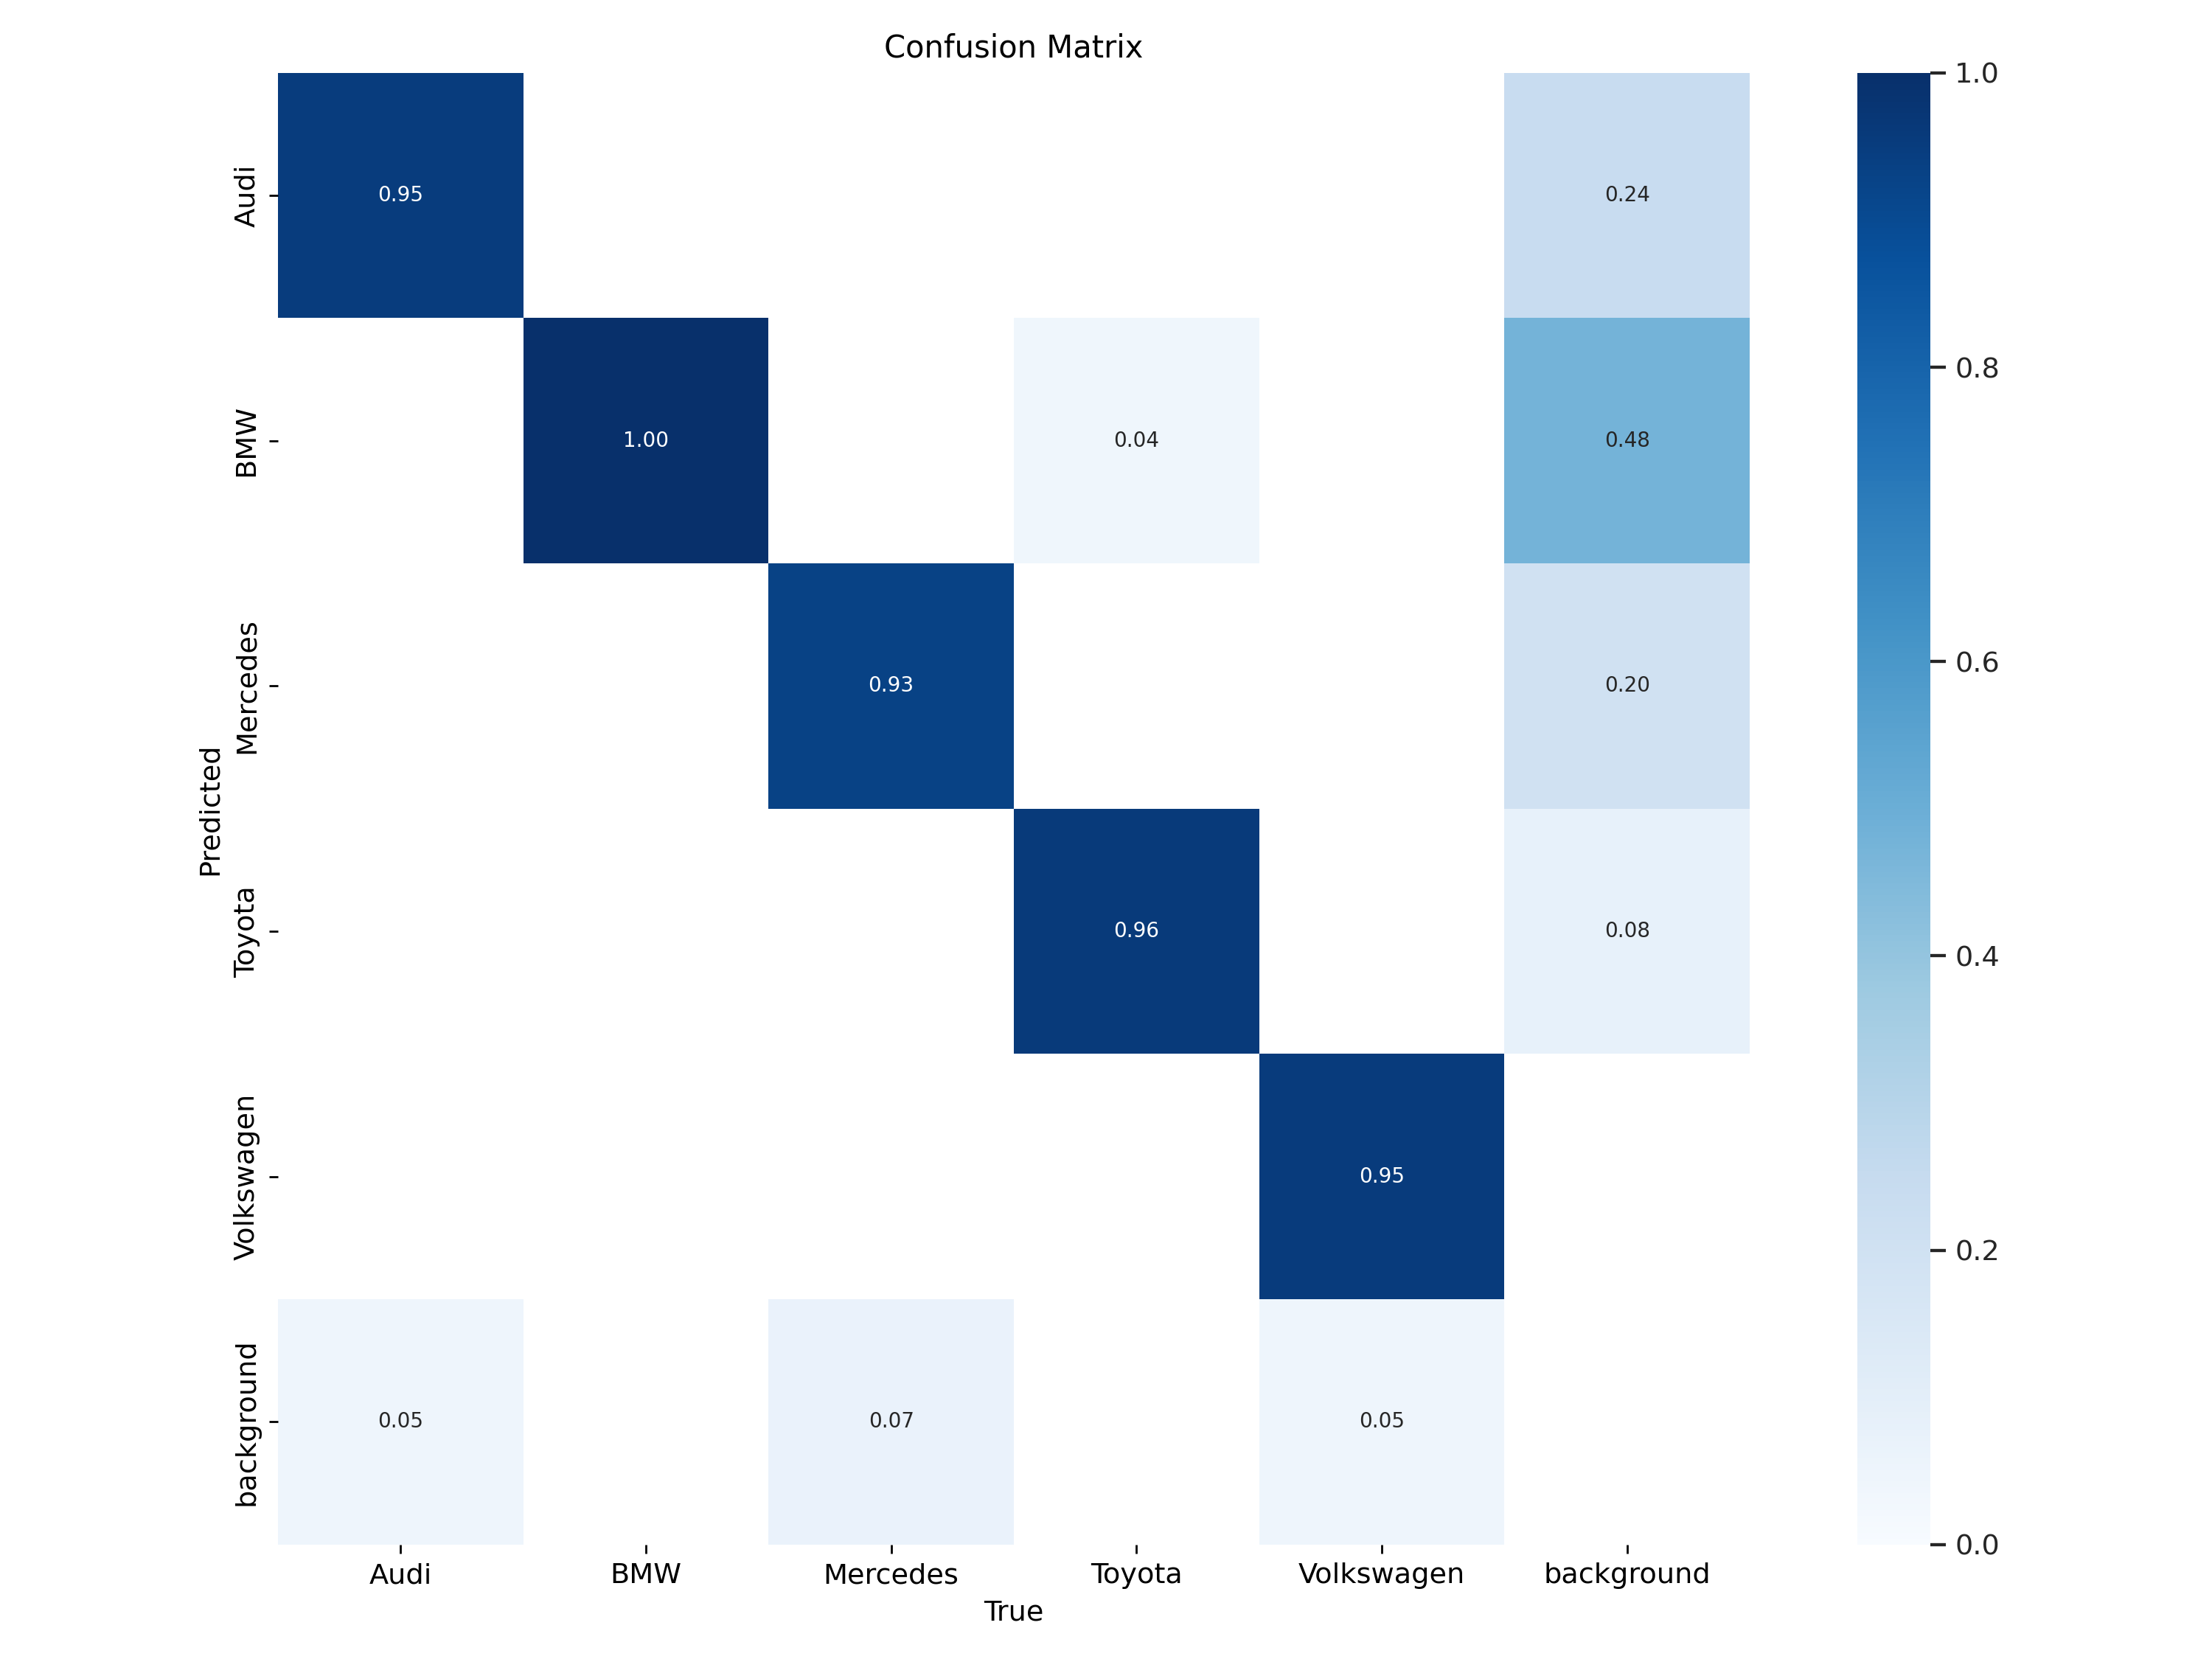 Confusion Matrix
Audi
0.95
0.24
BMW
1.00
0.04
0.48
Mercedes
0.93
0.20
Toyota
0.96
0.08
Volkswagen
0.95
background
0.05
0.07
0.05
Predicted
Audi
BMW
Mercedes
Toyota
Volkswagen
background
True
1.0
0.8
0.6
0.4
0.2
0.0